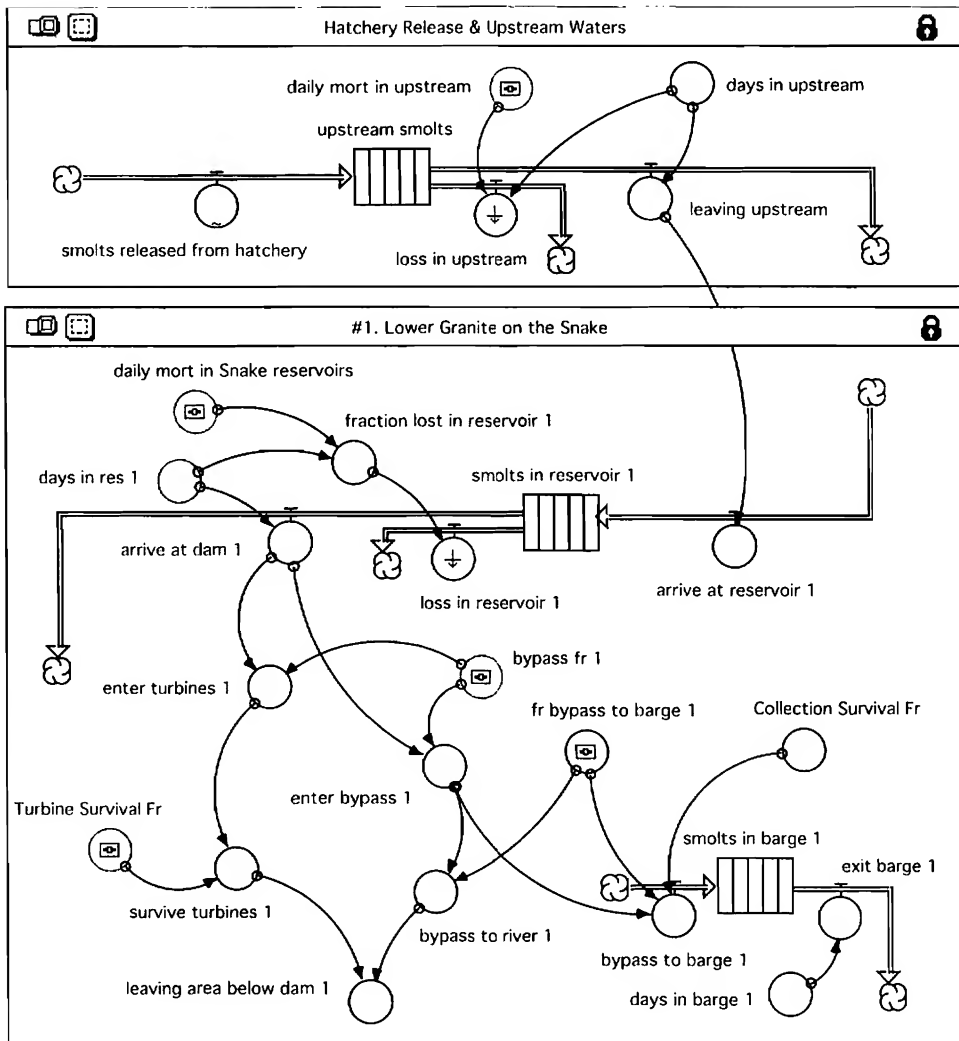 Hatchery Release & Upstream Waters
daily mort in upstream
days in upstream
upstream smolts
smolts released from hatchery
loss in upstream
leaving upstream
#1. Lower Granite on the Snake
daily mort in Snake reservoirs
fraction lost in reservoir 1
days in res 1
smolts in reservoir 1
arrive at dam 1
loss in reservoir 1
arrive at reservoir 1
bypass fr 1
enter turbines 1
fr bypass to barge 1
Collection Survival Fr
enter bypass 1
Turbine Survival Fr
smolts in barge 1
exit barge 1
survive turbines 1
bypass to river 1
bypass to barge 1
leaving area below dam 1
days in barge 1